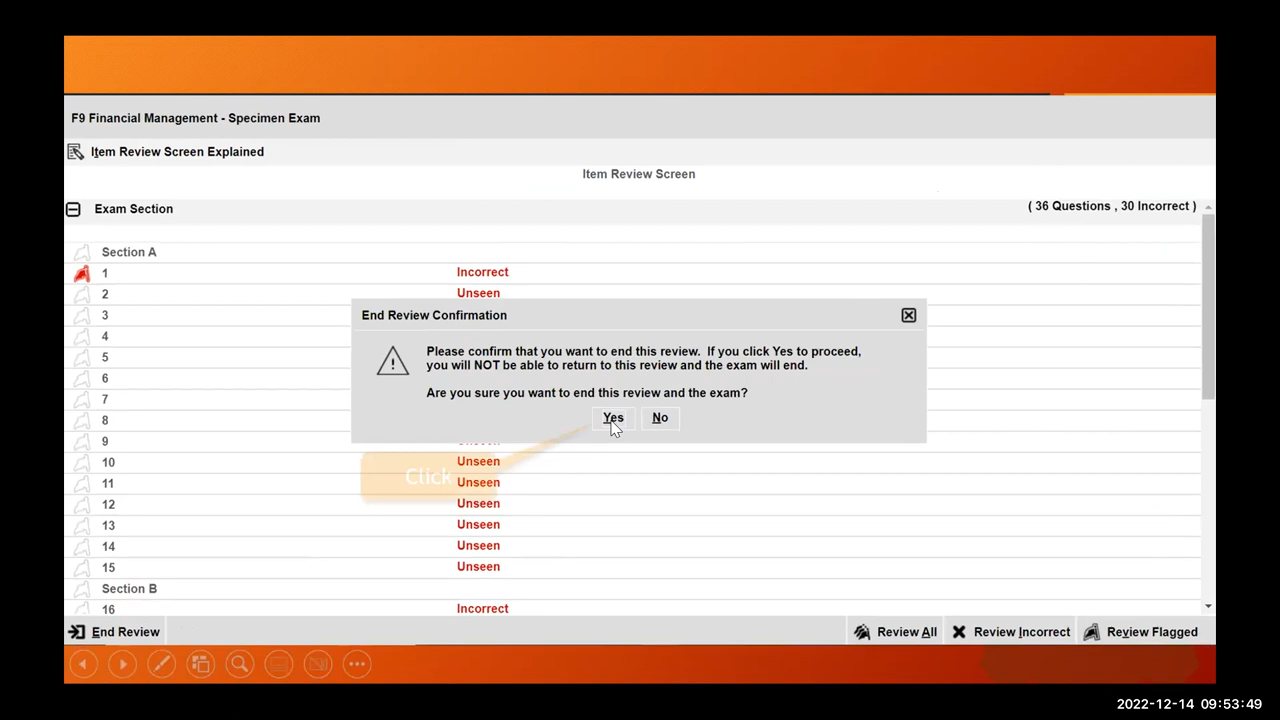 F9 Financial Management - Specimen Exam
Item Review Screen Explained
Item Review Screen
Exam Section
( 36 Questions , 30 Incorrect )
Section A
1 Incorrect
2 Unseen
3
4
5
6
7
8
9 Unseen
End Review Confirmation
Please confirm that you want to end this review. If you click Yes to proceed,
you will NOT be able to return to this review and the exam will end.
Are you sure you want to end this review and the exam?
Yes No
Click
10 Unseen
11 Unseen
12 Unseen
13 Unseen
14 Unseen
15 Unseen
Section B
16 Incorrect
End Review Review All Review Incorrect Review Flagged
2022-12-14 09:53:49